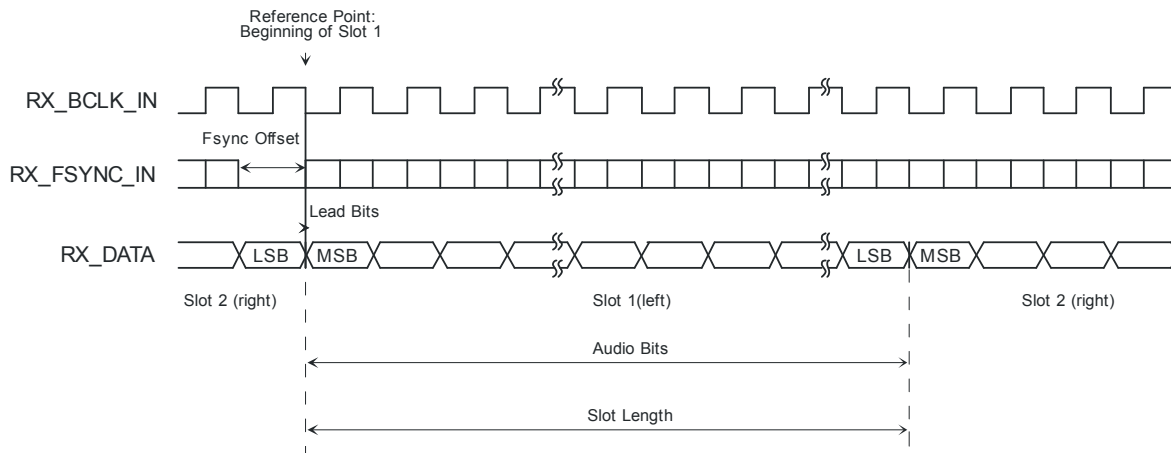 Reference Point:
Beginning of Slot 1
RX_BCLK_IN
Fsync Offset
RX_FSYNC_IN
Lead Bits
RX_DATA
LSB
MSB
LSB
MSB
Slot 2 (right)
Slot 1(left)
Slot 2 (right)
Audio Bits
Slot Length